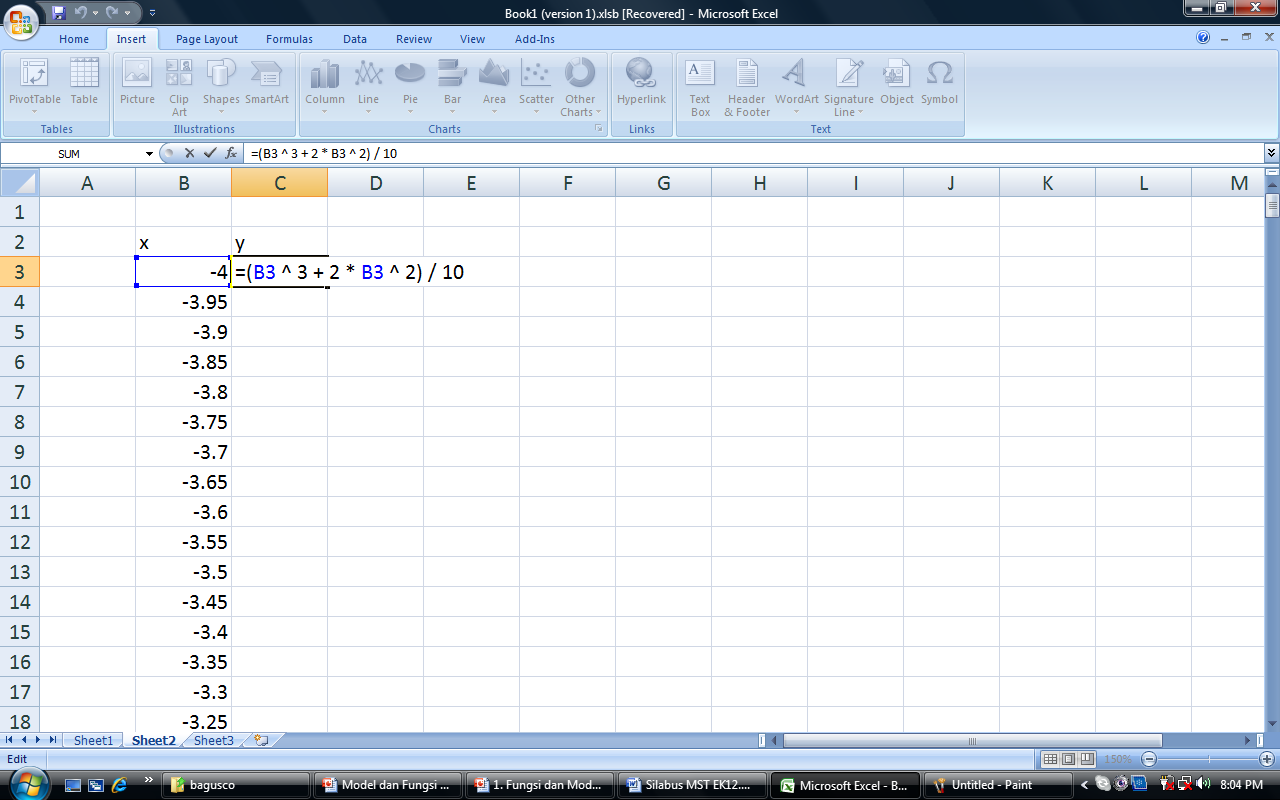 Book1 (version 1).xlsb [Recovered] - Microsoft Excel
Home Insert Page Layout Formulas Data Review View Add-Ins
PivotTable Table Picture Clip Art Shapes SmartArt Column Line Pie Bar Area Scatter Other Charts Hyperlink Text Box Header & Footer WordArt Signature Line Object Symbol
Tables Illustrations Charts Links Text
SUM fx =(B3 ^ 3 + 2 * B3 ^ 2) / 10
A B C D E F G H I J K L M
1
2 x y
3 -4 =(B3 ^ 3 + 2 * B3 ^ 2) / 10
4 -3.95
5 -3.9
6 -3.85
7 -3.8
8 -3.75
9 -3.7
10 -3.65
11 -3.6
12 -3.55
13 -3.5
14 -3.45
15 -3.4
16 -3.35
17 -3.3
18 -3.25
Sheet1 Sheet2 Sheet3
Edit 150%
bagusco Model dan Fungsi ... 1. Fungsi dan Mod... Silabus MST EK12.... Microsoft Excel - B... Untitled - Paint 8:04 PM